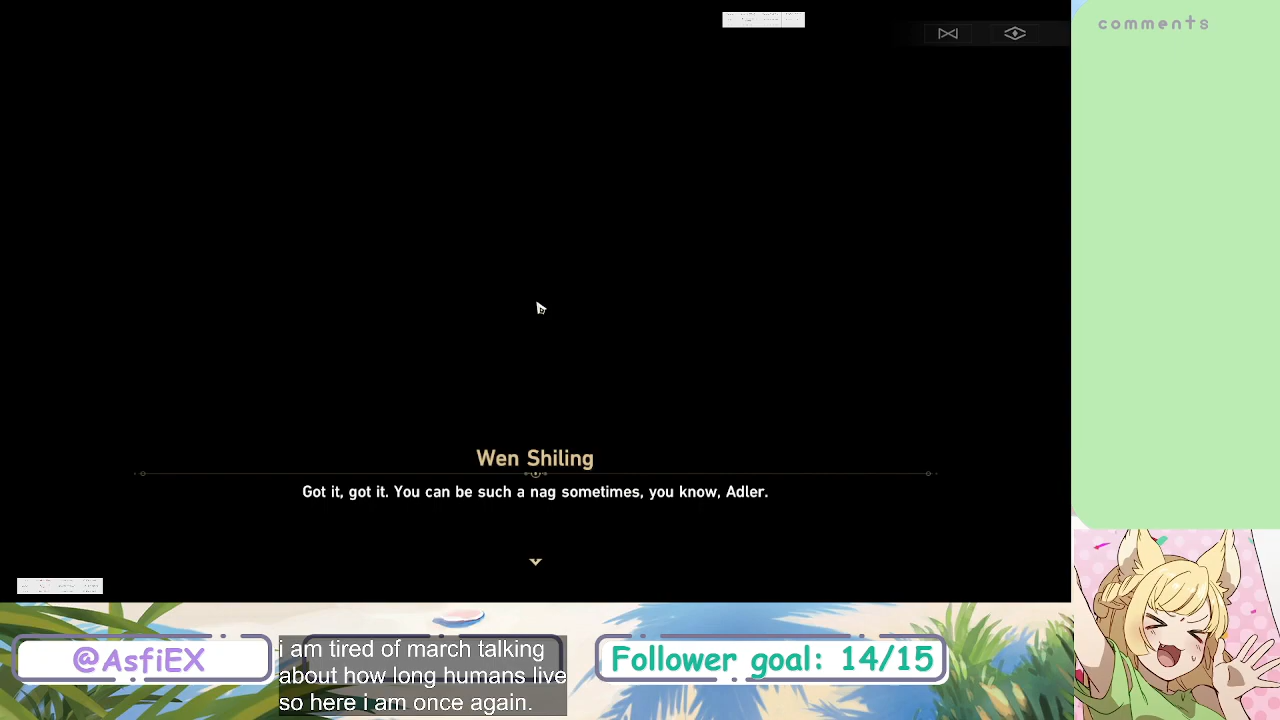 comments
Wen Shiling
Got it, got it. You can be such a nag sometimes, you know, Adler.
@AsfiEX
i am tired of march talking
about how long humans live
so here i am once again.
Follower goal: 14/15